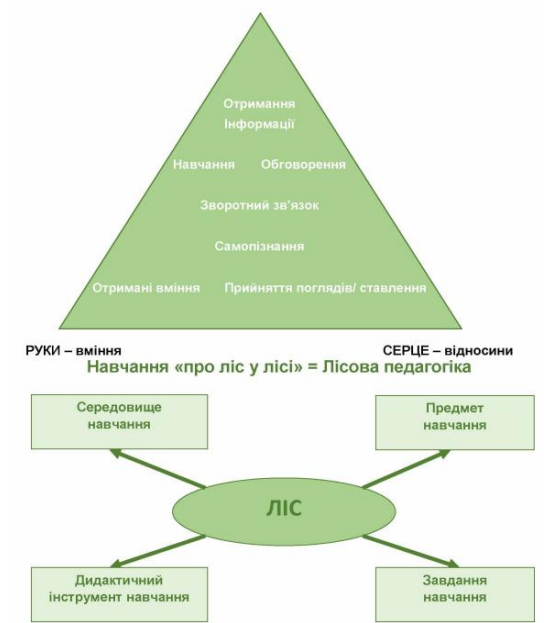 Отримання
Інформації
Навчання Обговорення
Зворотний зв'язок
Самопізнання
Отримані вміння Прийняття поглядів/ ставлення
РУКИ – вміння СЕРЦЕ – відносини
Навчання «про ліс у лісі» = Лісова педагогіка
Середовище
навчання
Предмет
навчання
ЛІС
Дидактичний
інструмент навчання
Завдання
навчання